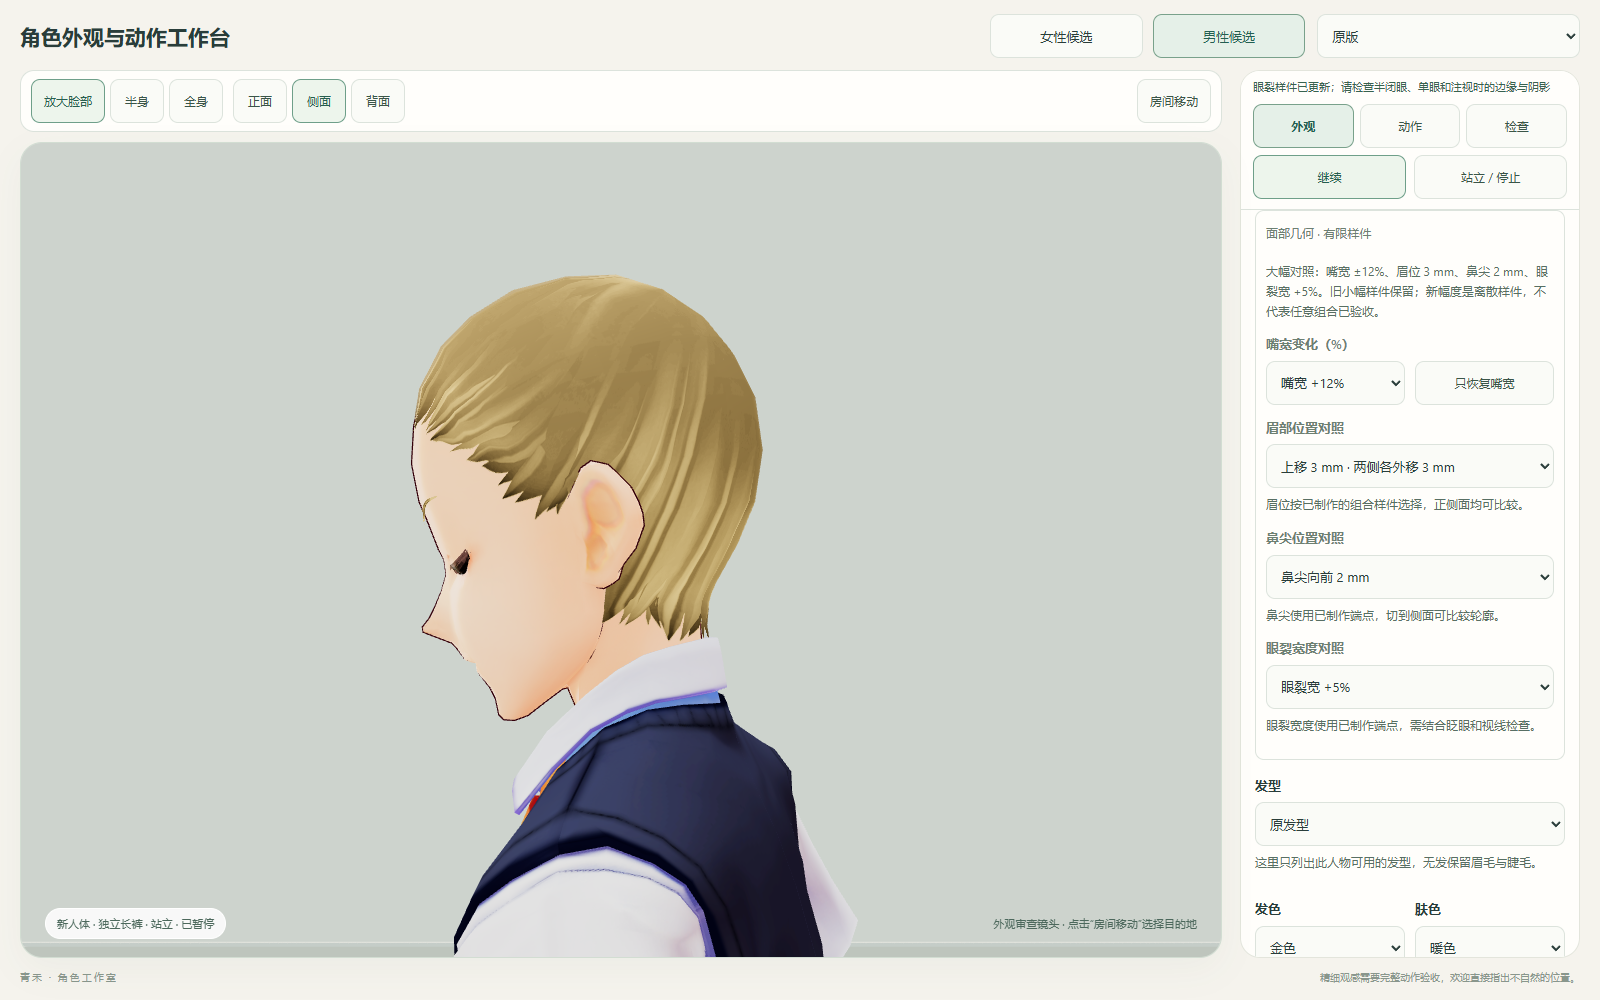 角色外观与动作工作台
女性候选
男性候选
原版
放大脸部
半身
全身
正面
侧面
背面
房间移动
眼裂样件已更新；请检查半闭眼、单眼和注视时的边缘与阴影
外观
动作
检查
继续
站立 / 停止
面部几何 · 有限样件
大幅对照：嘴宽 ±12%、眉位 3 mm、鼻尖 2 mm、眼
裂宽 +5%。旧小幅样件保留；新幅度是离散样件，不
代表任意组合已验收。
嘴宽变化（%）
嘴宽 +12%
只恢复嘴宽
眉部位置对照
上移 3 mm · 两侧各外移 3 mm
眉位按已制作的组合样件选择，正侧面均可比较。
鼻尖位置对照
鼻尖向前 2 mm
鼻尖使用已制作端点，切到侧面可比较轮廓。
眼裂宽度对照
眼裂宽 +5%
眼裂宽度使用已制作端点，需结合眨眼和视线检查。
发型
原发型
这里只列出此人物可用的发型，无发保留眉毛与睫毛。
发色
肤色
金色
暖色
新人体 · 独立长裤 · 站立 · 已暂停
外观审查镜头 · 点击“房间移动”选择目的地
青禾 · 角色工作室
精细观感需要完整动作验收，欢迎直接指出不自然的位置。